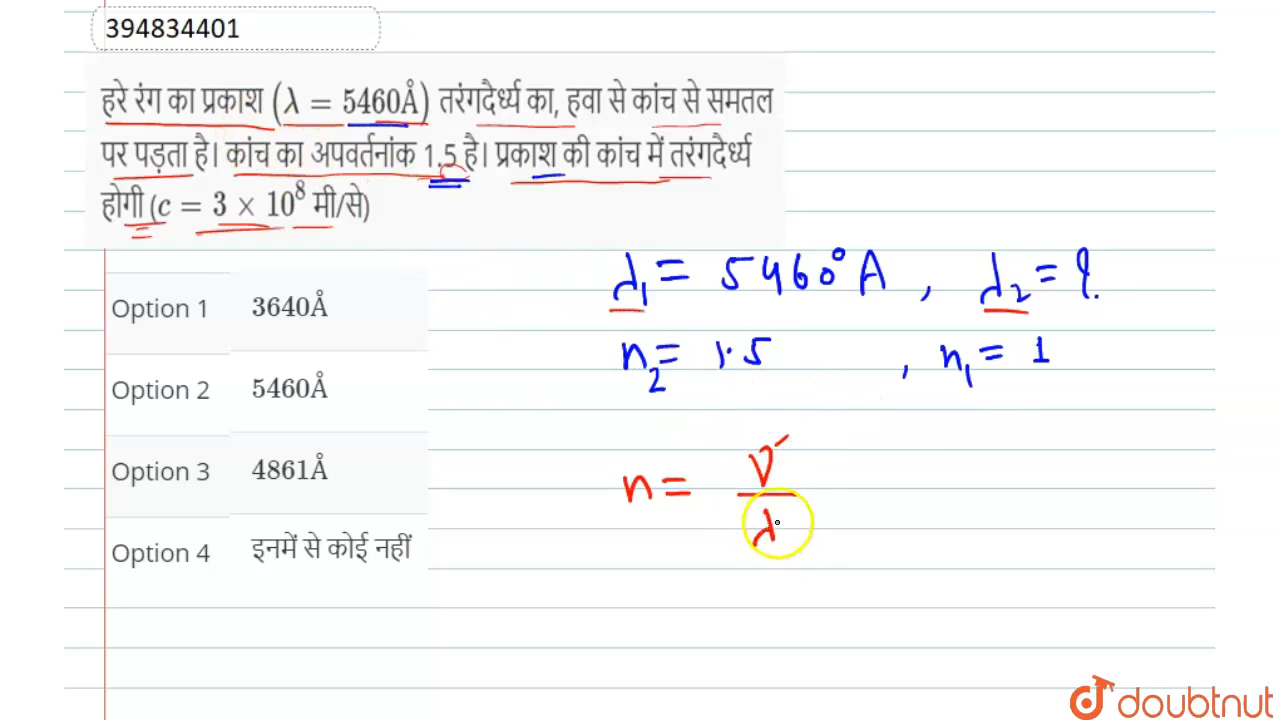 394834401
हरे रंग का प्रकाश (λ = 5460Å) तरंगदैर्ध्य का, हवा से कांच से समतल
पर पड़ता है। कांच का अपवर्तनांक 1.5 है। प्रकाश की कांच में तरंगदैर्ध्य
होगी (c = 3 × 10⁸ मी/से)
λ₁ = 5460°A , λ₂ = ?
Option 1 3640Å
n₂ = 1.5 , n₁ = 1
Option 2 5460Å
Option 3 4861Å
n = ν/λ
Option 4 इनमें से कोई नहीं
doubtnut